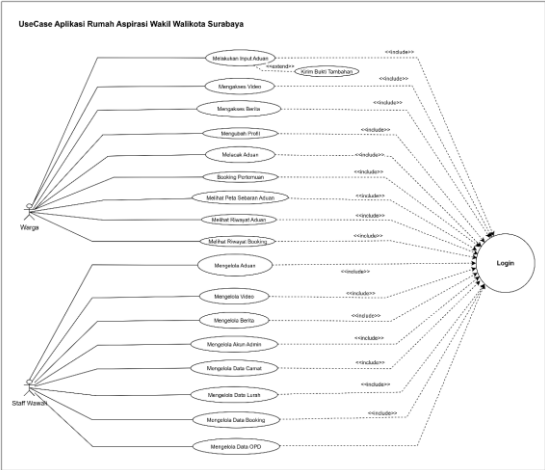 UseCase Aplikasi Rumah Aspirasi Wakil Walikota Surabaya
Melakukan Input Aduan
<<include>>
<<extend>>
Kirim Bukti Tambahan
Mengakses Video
<<include>>
Mengakses Berita
<<include>>
Mengubah Profil
<<include>>
Melacak Aduan
<<include>>
Booking Pertemuan
<<include>>
Melihat Peta Sebaran Aduan
<<include>>
Melihat Riwayat Aduan
<<include>>
Warga
Melihat Riwayat Booking
<<include>>
Mengelola Aduan
<<include>>
Login
Mengelola Video
<<include>>
Mengelola Berita
<<include>>
Mengelola Akun Admin
<<include>>
Mengelola Data Camat
<<include>>
Staff Wawali
Mengelola Data Lurah
<<include>>
Mengelola Data Booking
<<include>>
Mengelola Data OPD